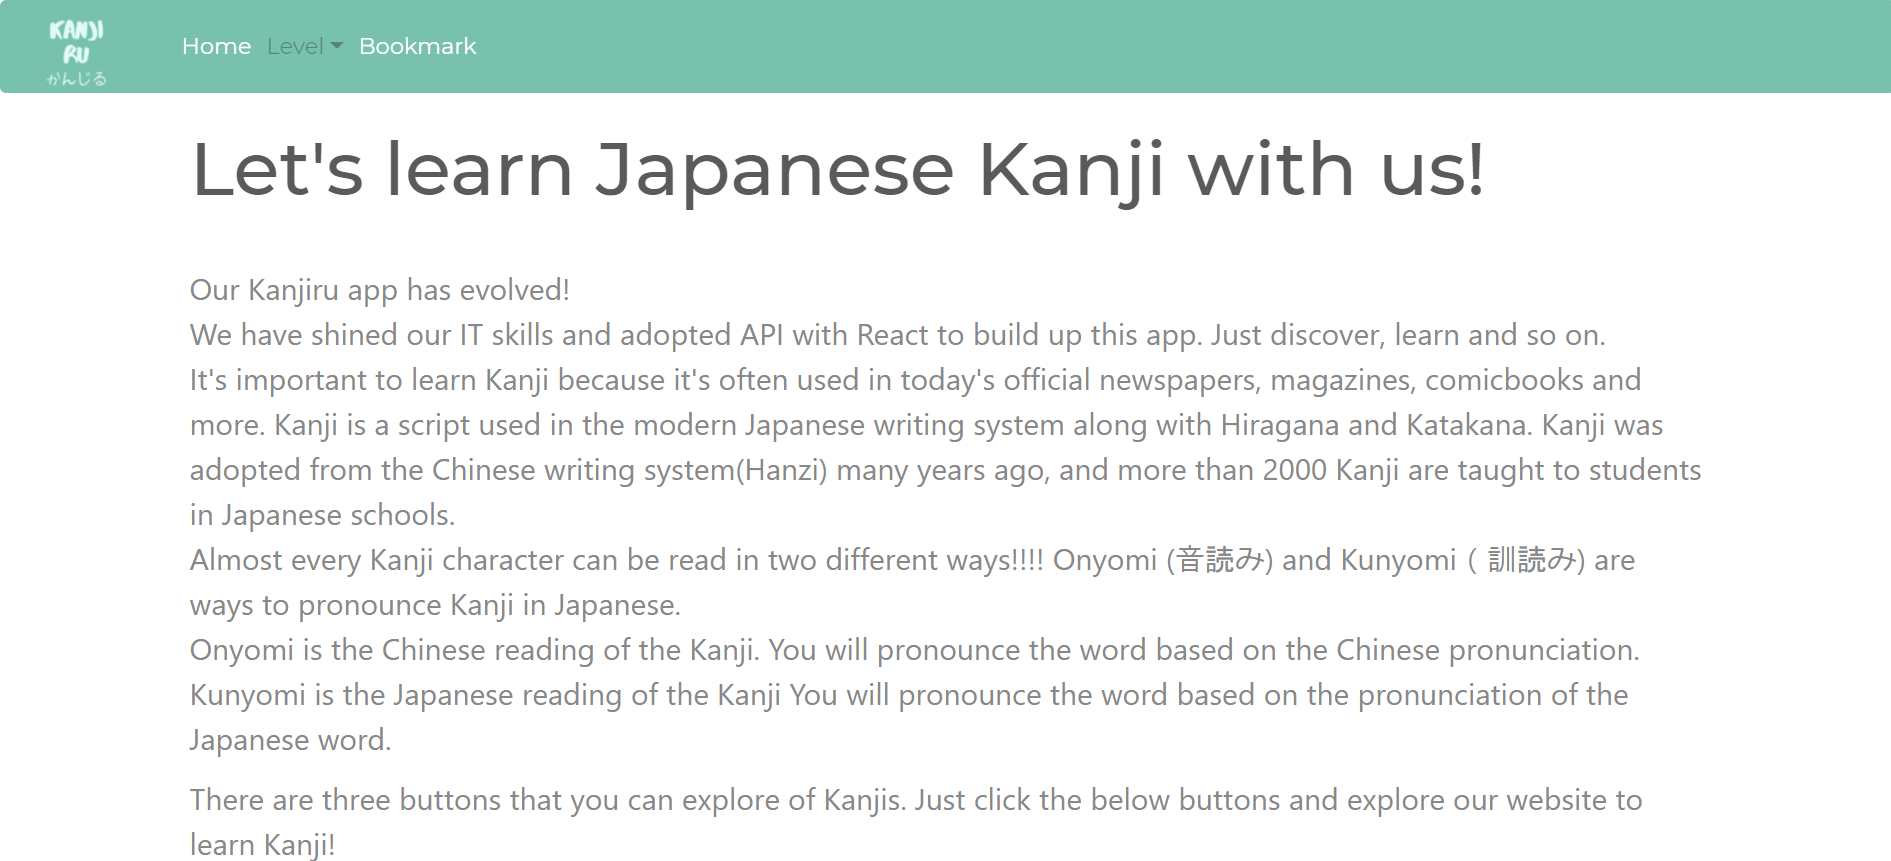 KANJI
RU
かんじる
Home Level Bookmark
Let's learn Japanese Kanji with us!
Our Kanjiru app has evolved!
We have shined our IT skills and adopted API with React to build up this app. Just discover, learn and so on.
It's important to learn Kanji because it's often used in today's official newspapers, magazines, comicbooks and
more. Kanji is a script used in the modern Japanese writing system along with Hiragana and Katakana. Kanji was
adopted from the Chinese writing system(Hanzi) many years ago, and more than 2000 Kanji are taught to students
in Japanese schools.
Almost every Kanji character can be read in two different ways!!!! Onyomi (音読み) and Kunyomi ( 訓読み) are
ways to pronounce Kanji in Japanese.
Onyomi is the Chinese reading of the Kanji. You will pronounce the word based on the Chinese pronunciation.
Kunyomi is the Japanese reading of the Kanji You will pronounce the word based on the pronunciation of the
Japanese word.
There are three buttons that you can explore of Kanjis. Just click the below buttons and explore our website to
learn Kanji!